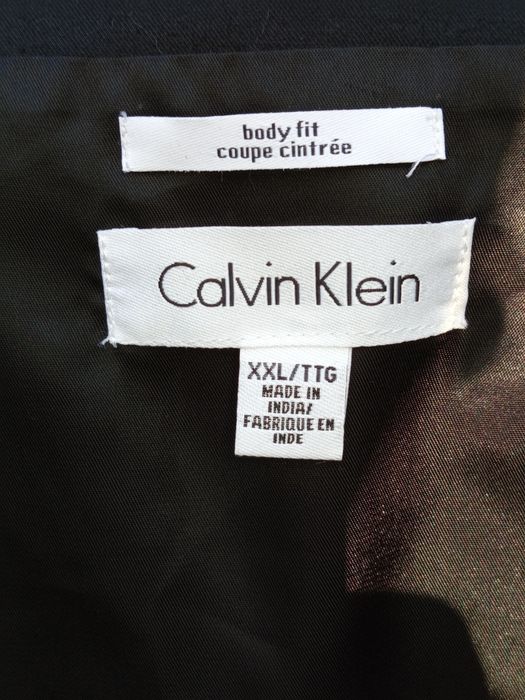 body fit
coupe cintrée
Calvin Klein
XXL/TTG
MADE IN
INDIA/
FABRIQUE EN
INDE